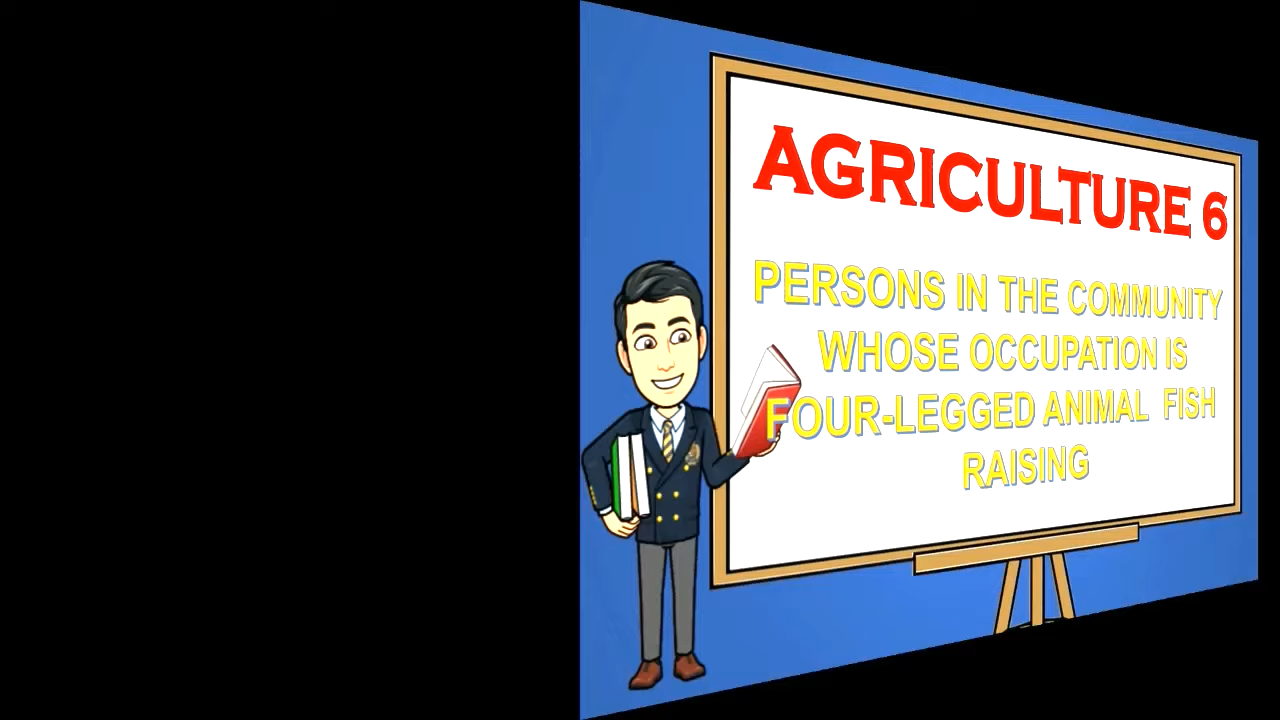 AGRICULTURE 6
PERSONS IN THE COMMUNITY
WHOSE OCCUPATION IS
FOUR-LEGGED ANIMAL FISH
RAISING